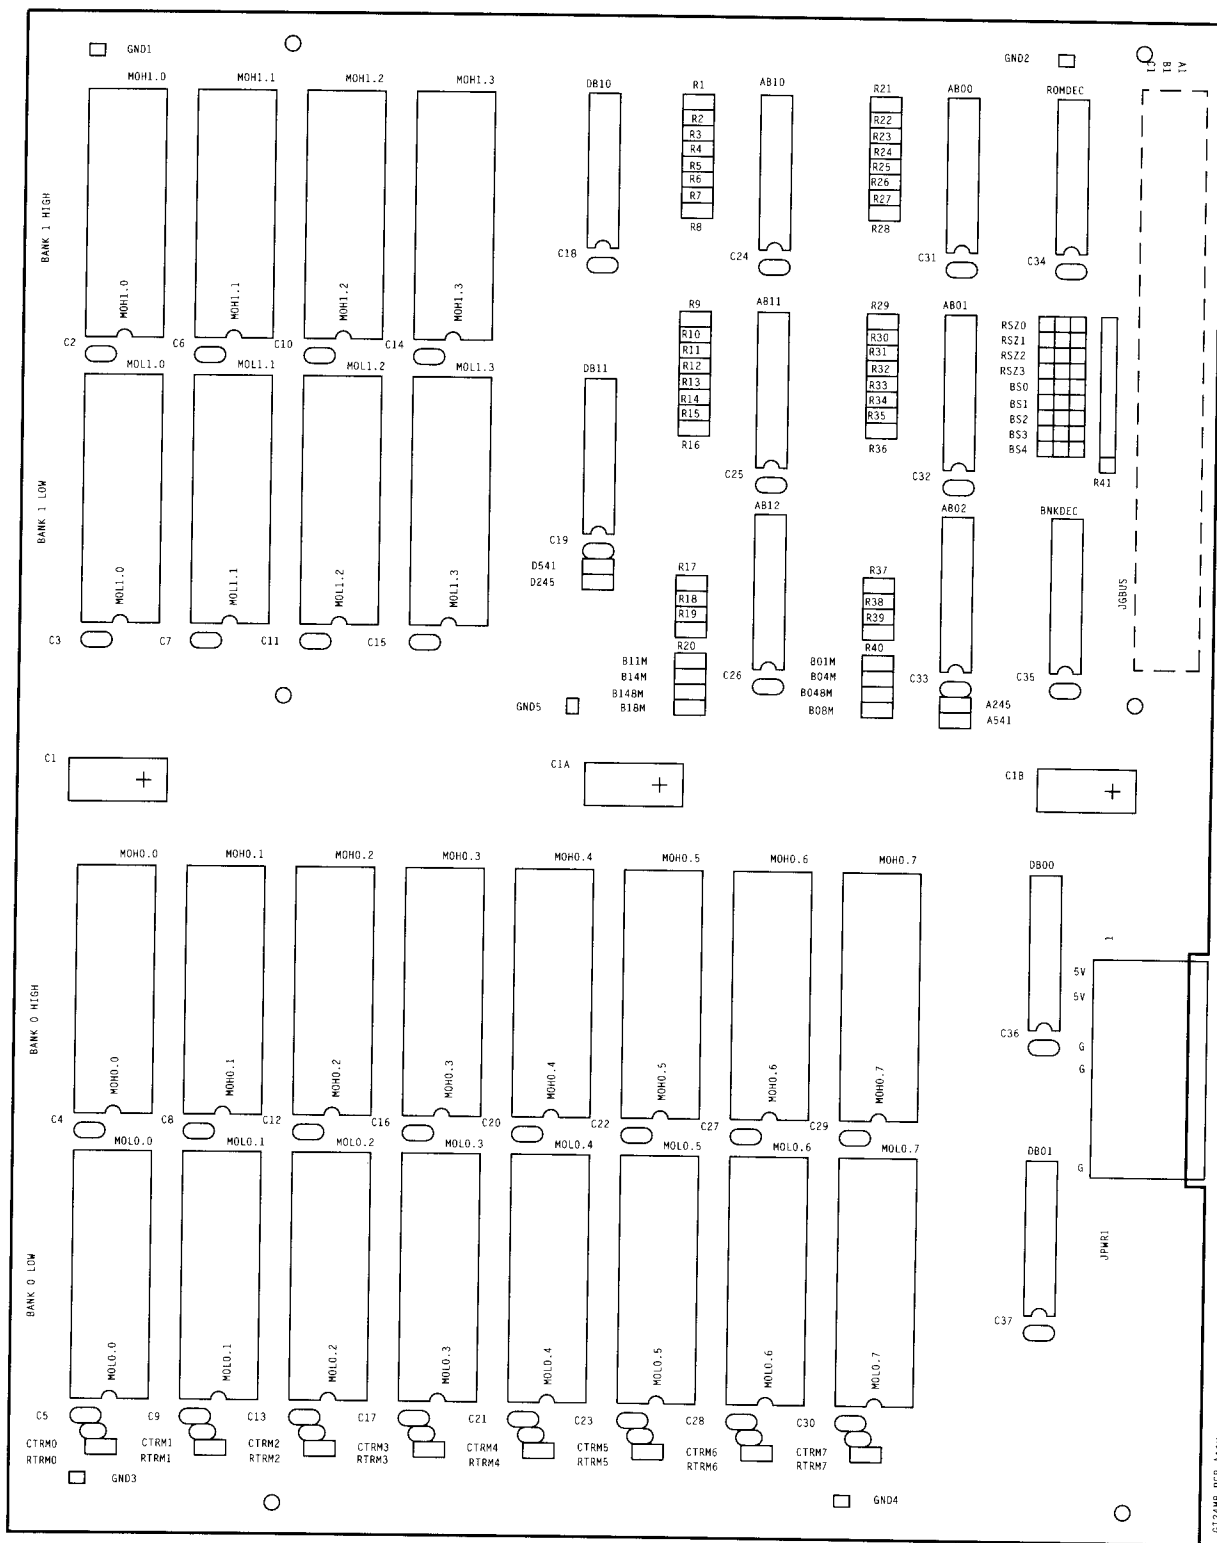 GND1
GND2
A1
B1
C1
MOH1.0
MOH1.1
MOH1.2
MOH1.3
DB10
R1
AB10
R21
AB00
ROMDEC
R2
R3
R4
R5
R6
R7
R8
R22
R23
R24
R25
R26
R27
R28
BANK 1 HIGH
MOH1.0
MOH1.1
MOH1.2
MOH1.3
C18
C24
C31
C34
C2
C6
C10
C14
MOL1.0
MOL1.1
MOL1.2
MOL1.3
DB11
R9
R10
R11
R12
R13
R14
R15
R16
AB11
R29
R30
R31
R32
R33
R34
R35
R36
AB01
RSZ0
RSZ1
RSZ2
RSZ3
BS0
BS1
BS2
BS3
BS4
R41
BANK 1 LOW
MOL1.0
MOL1.1
MOL1.2
MOL1.3
C25
C32
C19
D541
D245
AB12
AB02
BNKDEC
JGBUS
R17
R18
R19
R20
R37
R38
R39
R40
C3
C7
C11
C15
B11M
B14M
B148M
B18M
C26
B01M
B04M
B048M
B08M
C33
A245
A541
C35
GND5
C1
C1A
C1B
MOH0.0
MOH0.1
MOH0.2
MOH0.3
MOH0.4
MOH0.5
MOH0.6
MOH0.7
DB00
BANK 0 HIGH
MOH0.0
MOH0.1
MOH0.2
MOH0.3
MOH0.4
MOH0.5
MOH0.6
MOH0.7
1
5V
5V
G
G
G
C36
C4
C8
C12
C16
C20
C22
C27
C29
MOL0.0
MOL0.1
MOL0.2
MOL0.3
MOL0.4
MOL0.5
MOL0.6
MOL0.7
DB01
JPWR1
BANK 0 LOW
MOL0.0
MOL0.1
MOL0.2
MOL0.3
MOL0.4
MOL0.5
MOL0.6
MOL0.7
C37
C5
C9
C13
C17
C21
C23
C28
C30
CTRM0
RTRM0
CTRM1
RTRM1
CTRM2
RTRM2
CTRM3
RTRM3
CTRM4
RTRM4
CTRM5
RTRM5
CTRM6
RTRM6
CTRM7
RTRM7
GND3
GND4